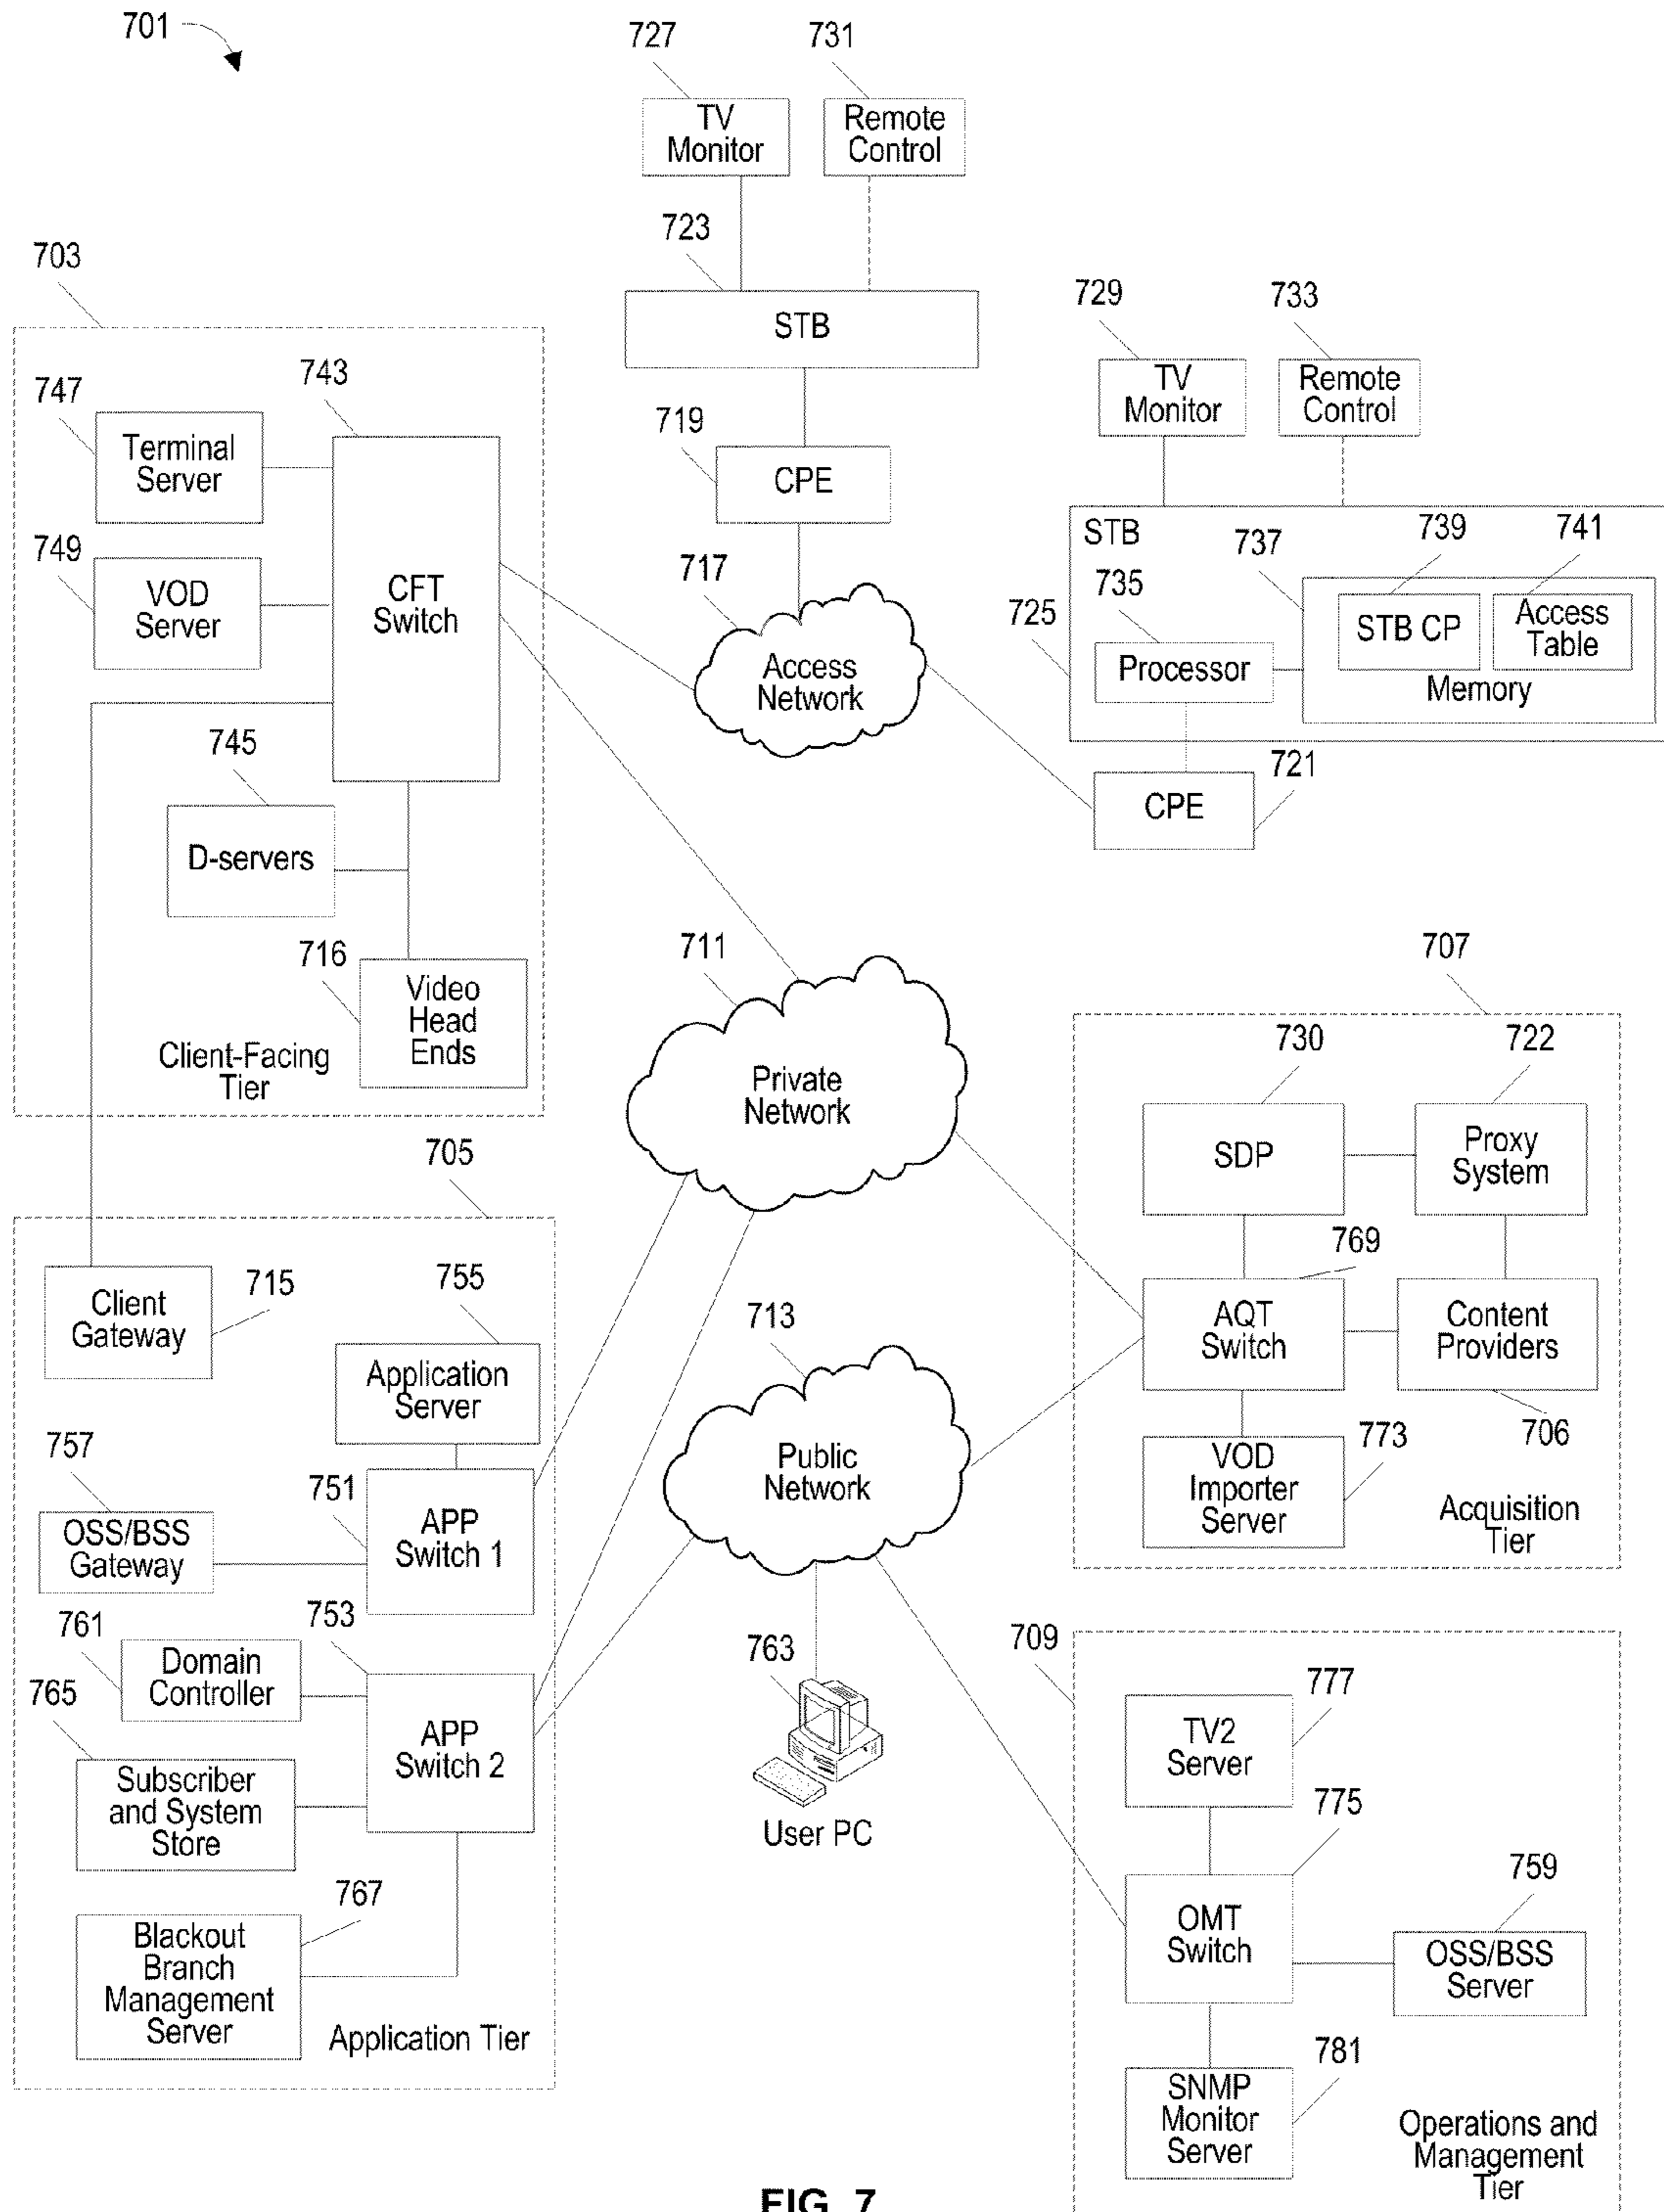 701
727
731
TV
Monitor
Remote
Control
723
STB
703
743
747
Terminal
Server
749
VOD
Server
CFT
Switch
745
D-servers
716
Video
Head
Ends
Client-Facing
Tier
719
CPE
717
Access
Network
729
733
TV
Monitor
Remote
Control
STB
725
735
Processor
737
739
741
STB CP
Access
Table
Memory
721
CPE
711
Private
Network
707
730
722
SDP
Proxy
System
769
AQT
Switch
Content
Providers
706
773
VOD
Importer
Server
Acquisition
Tier
705
715
Client
Gateway
755
Application
Server
757
OSS/BSS
Gateway
751
APP
Switch 1
761
Domain
Controller
753
APP
Switch 2
765
Subscriber
and System
Store
767
Blackout
Branch
Management
Server
Application Tier
713
Public
Network
763
User PC
709
777
TV2
Server
775
OMT
Switch
759
OSS/BSS
Server
781
SNMP
Monitor
Server
Operations and
Management
Tier
FIG. 7